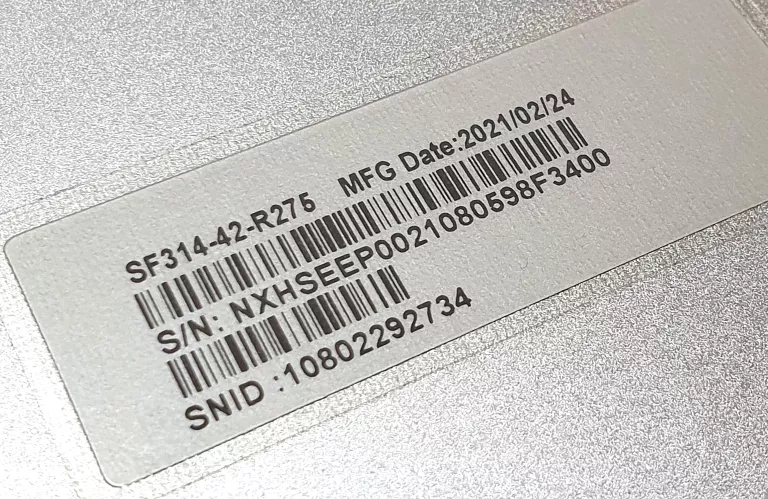 SF314-42-R275 MFG Date:2021/02/24
S/N: NXHSEEP0021080598F3400
SNID :10802292734